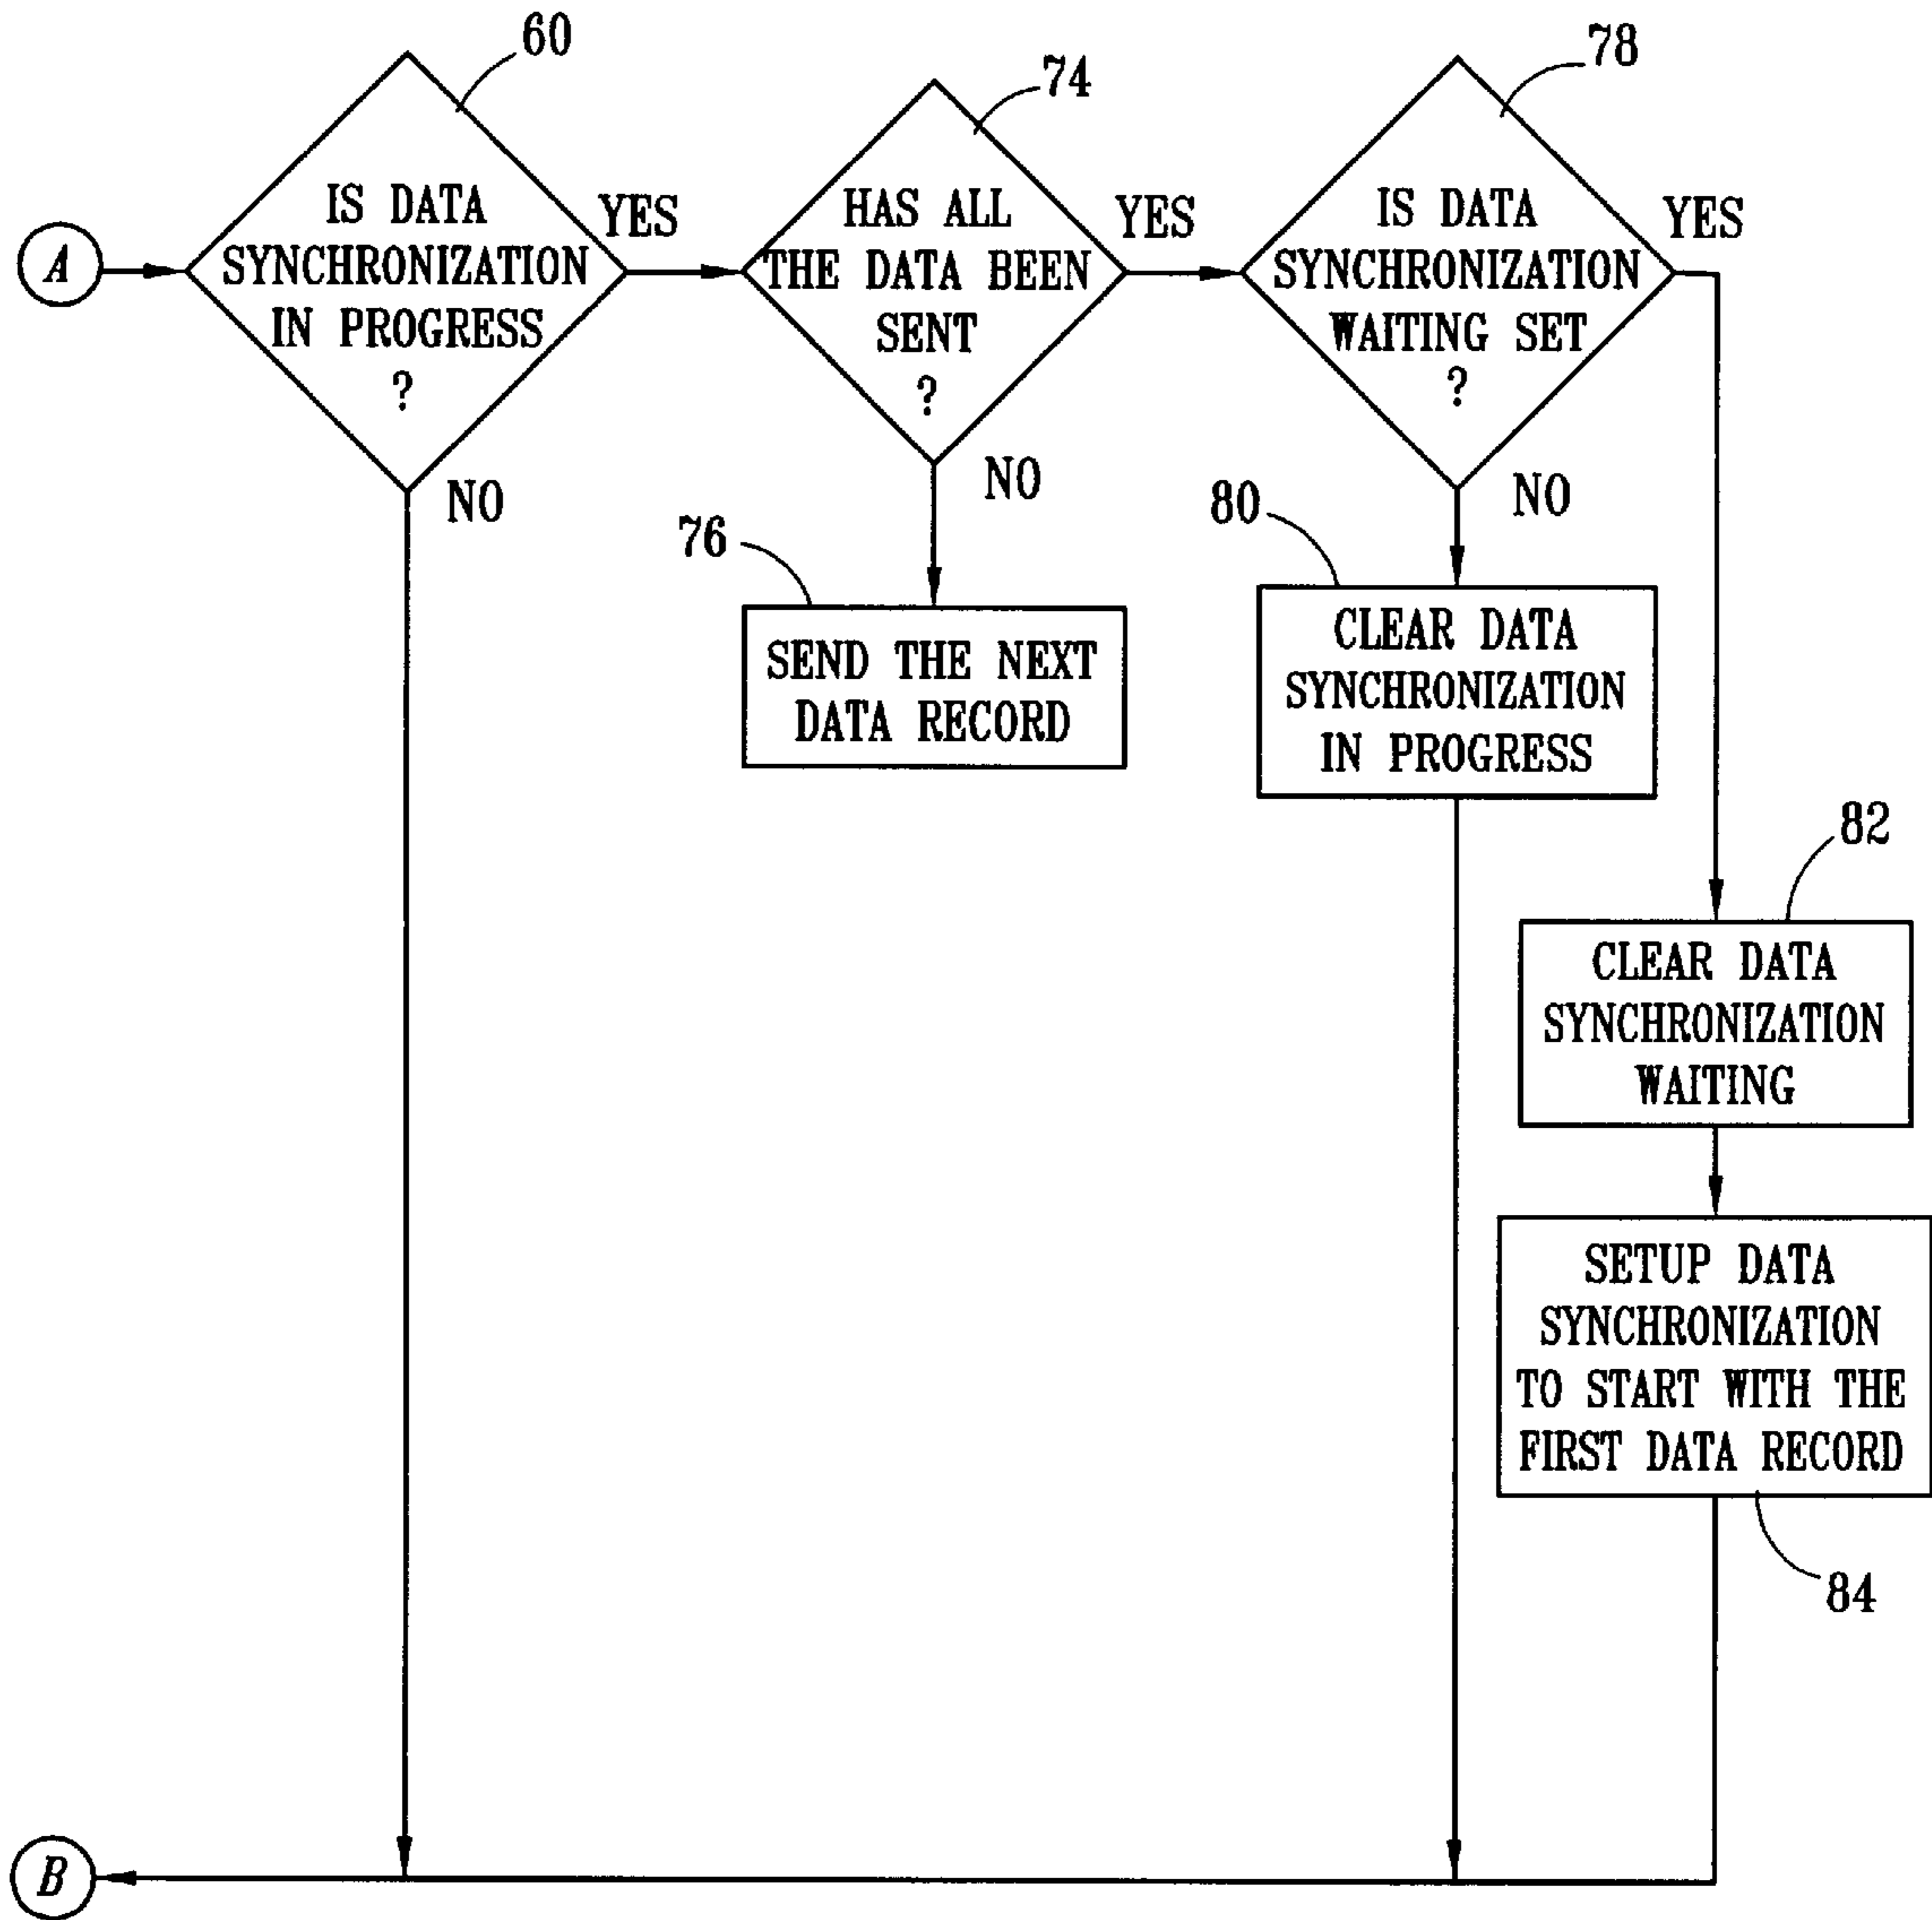 60
74
78
A
IS DATA
SYNCHRONIZATION
IN PROGRESS
?
YES
NO
HAS ALL
THE DATA BEEN
SENT
?
YES
NO
IS DATA
SYNCHRONIZATION
WAITING SET
?
YES
NO
76
SEND THE NEXT
DATA RECORD
80
CLEAR DATA
SYNCHRONIZATION
IN PROGRESS
82
CLEAR DATA
SYNCHRONIZATION
WAITING
SETUP DATA
SYNCHRONIZATION
TO START WITH THE
FIRST DATA RECORD
84
B